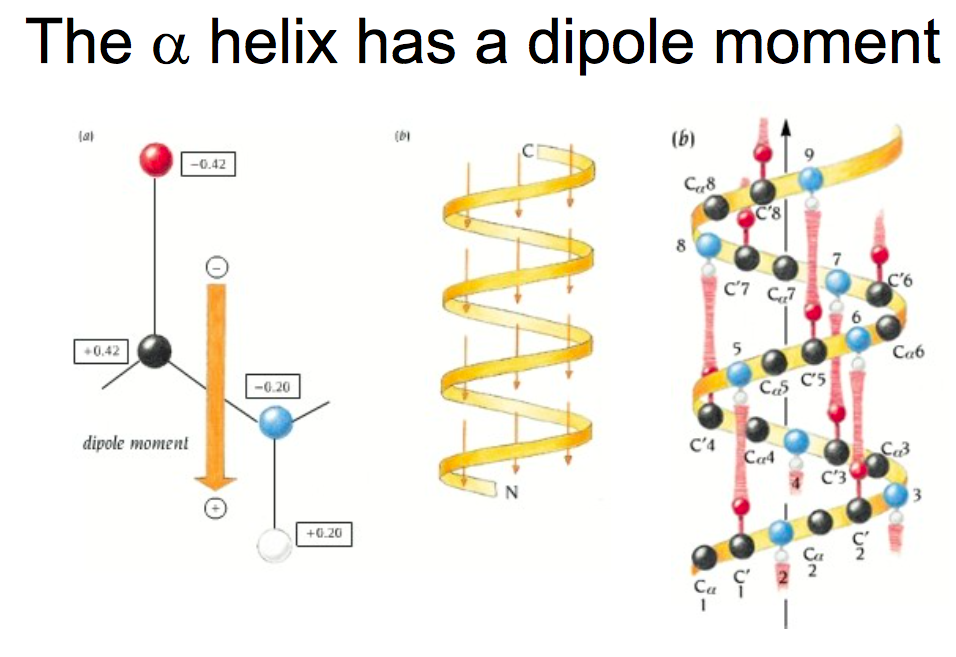 The α helix has a dipole moment
(a)
−0.42
−
+0.42
−0.20
dipole moment
+
+0.20
(b)
C
N
(b)
9
Cα8
C'8
8
C'7
Cα7
7
C'6
6
Cα6
5
Cα5
C'5
C'4
Cα4
4
C'3
Cα3
3
Cα
1
C'
1
2
Cα
2
C'
2